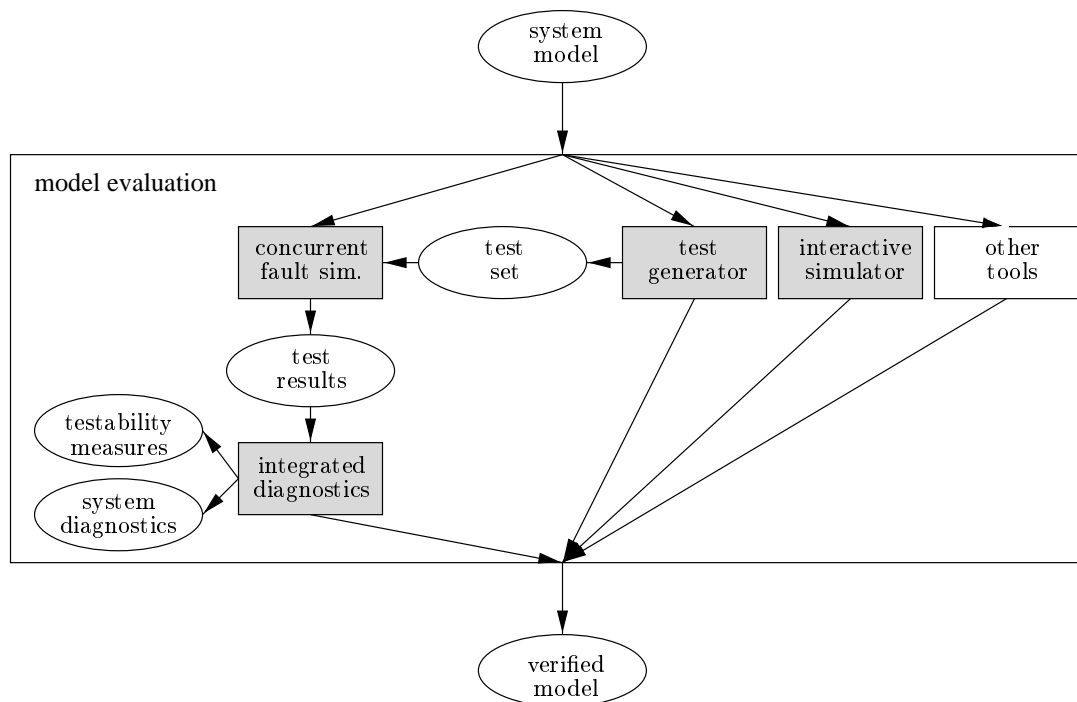 system
model
model evaluation
concurrent
fault sim.
test
set
test
generator
interactive
simulator
other
tools
test
results
testability
measures
integrated
diagnostics
system
diagnostics
verified
model